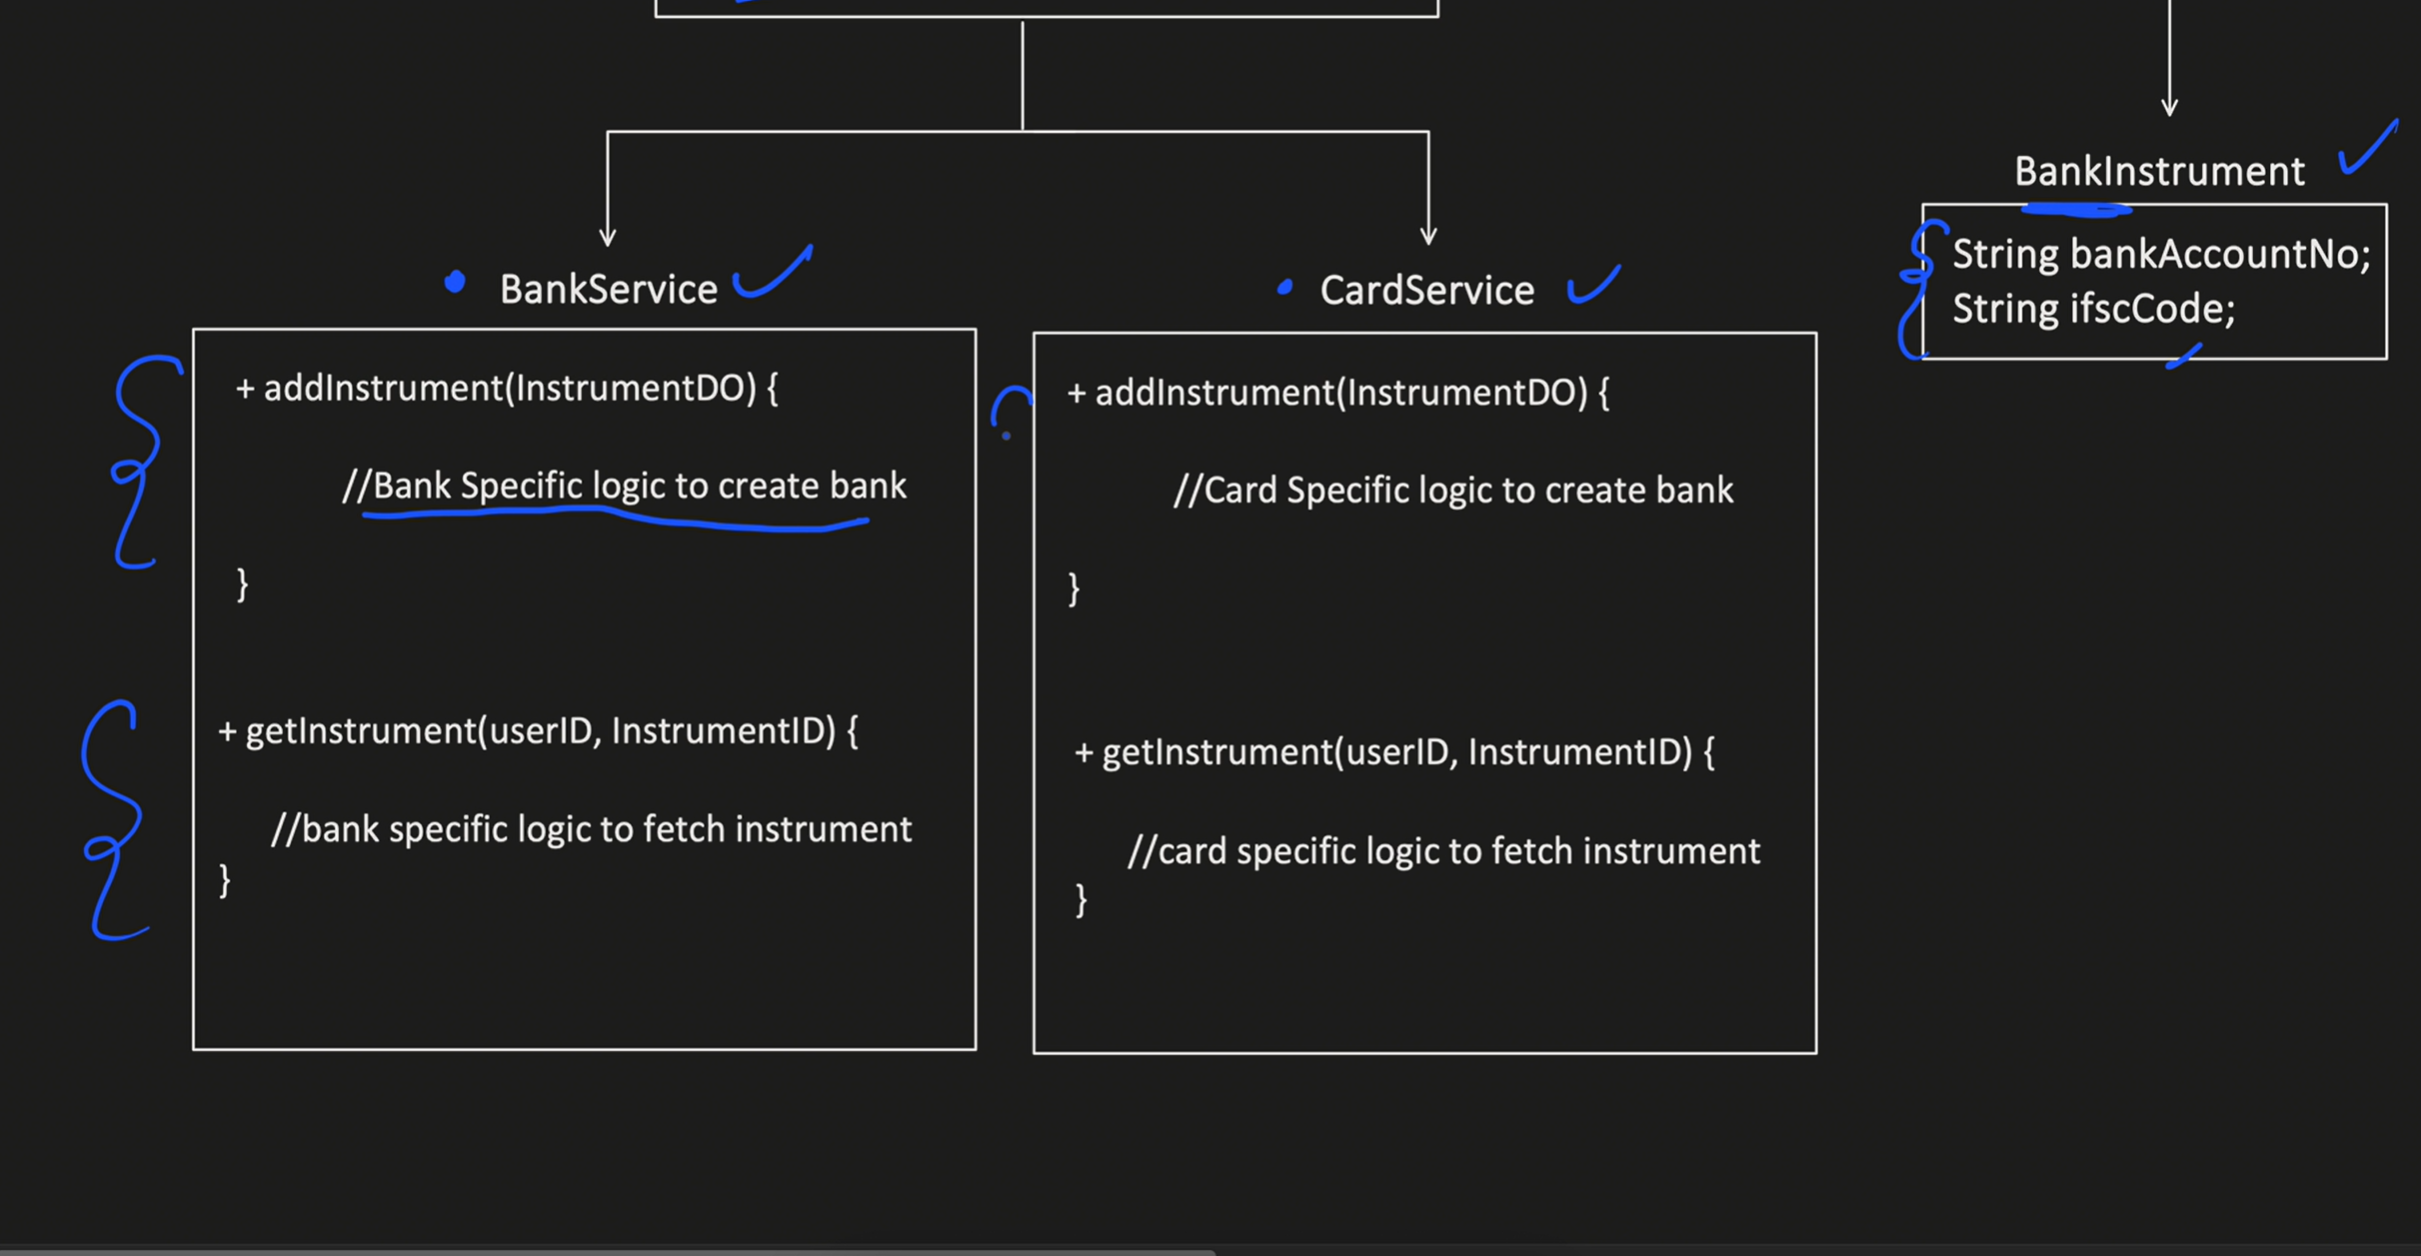 BankInstrument
String bankAccountNo;
String ifscCode;
BankService
+ addInstrument(InstrumentDO) {
//Bank Specific logic to create bank
}
+ getInstrument(userID, InstrumentID) {
//bank specific logic to fetch instrument
}
CardService
+ addInstrument(InstrumentDO) {
//Card Specific logic to create bank
}
+ getInstrument(userID, InstrumentID) {
//card specific logic to fetch instrument
}